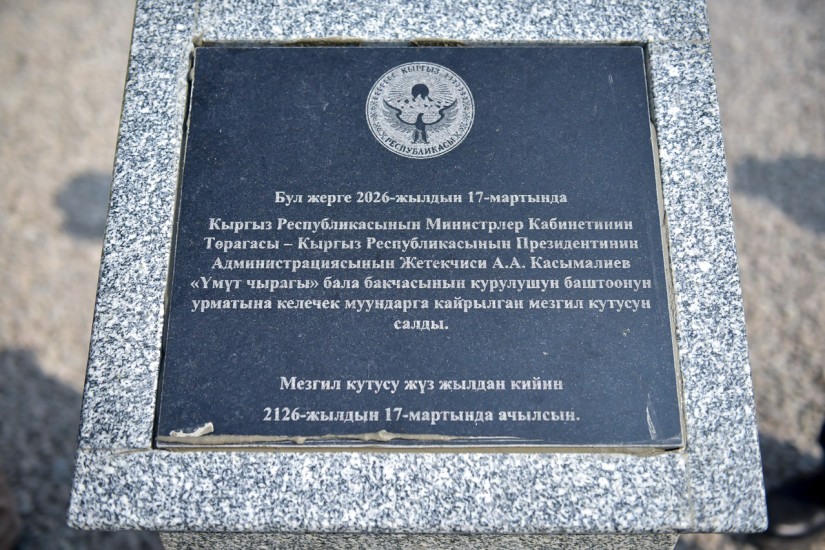 КЫРГЫЗ
РЕСПУБЛИКАСЫ
Бул жерге 2026-жылдын 17-мартында
Кыргыз Республикасынын Министрлер Кабинетинин
Төрагасы – Кыргыз Республикасынын Президентинин
Администрациясынын Жетекчиси А.А. Касымалиев
«Үмүт чырагы» бала бакчасынын курулушун баштоонун
урматына келечек муундарга кайрылган мезгил кутусун
салды.
Мезгил кутусу жүз жылдан кийин
2126-жылдын 17-мартында ачылсын.